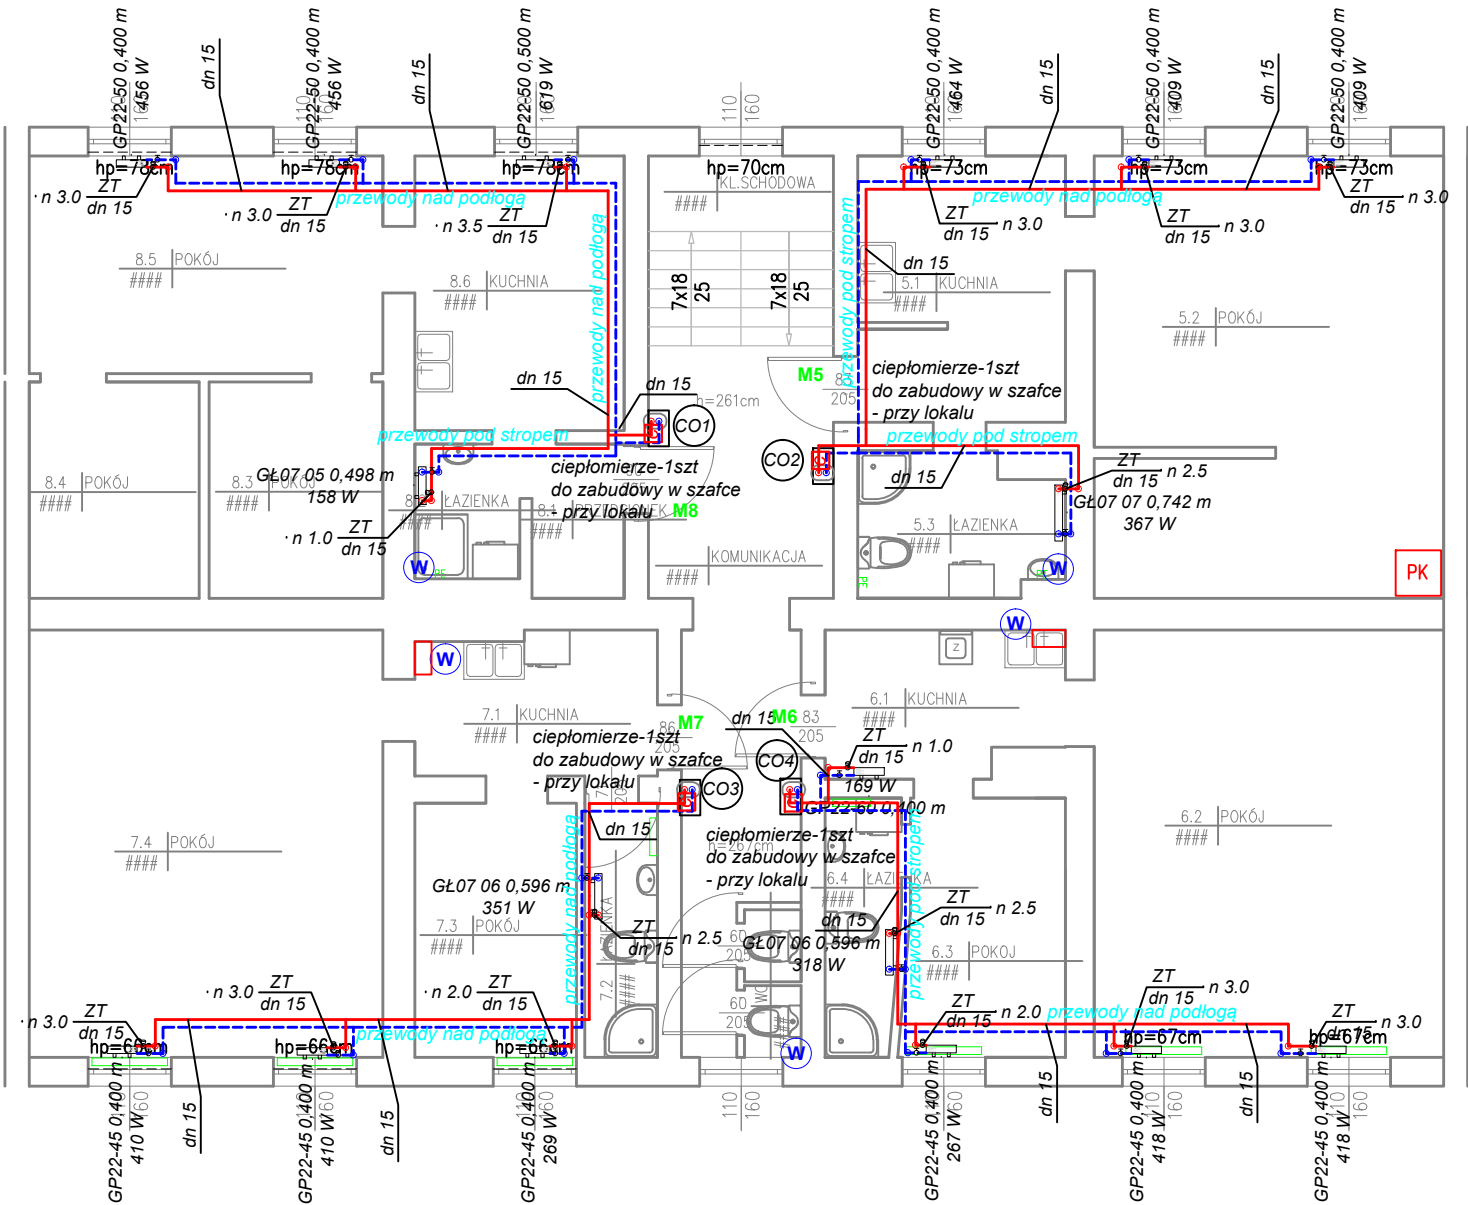 GP22-50 0,400 m
456 W
dn 15
GP22-50 0,400 m
456 W
dn 15
GP22-50 0,500 m
619 W
110
160
GP22-50 0,400 m
464 W
dn 15
GP22-50 0,400 m
409 W
dn 15
GP22-50 0,400 m
409 W
hp=78cm
hp=78cm
hp=78cm
hp=70cm
hp=73cm
hp=73cm
hp=73cm
· n 3.0 ZT
dn 15
· n 3.0 ZT
dn 15
· n 3.5 ZT
dn 15
przewody nad podłogą
KL.SCHODOWA
####
ZT · n 3.0
dn 15
przewody nad podłogą
ZT · n 3.0
dn 15
ZT · n 3.0
dn 15
8.5 POKÓJ
####
8.6 KUCHNIA
####
przewody nad podłogą
7x18
25
7x18
25
przewody pod stropem
dn 15
5.1 KUCHNIA
####
5.2 POKÓJ
####
dn 15
dn 15
h=261cm
M5
205
ciepłomierze-1szt
do zabudowy w szafce
- przy lokalu
CO1
przewody pod stropem
CO2
przewody pod stropem
GŁ07 05 0,498 m
158 W
8.4 POKÓJ
####
8.3 POKÓJ
####
ŁAZIENKA
ciepłomierze-1szt
do zabudowy w szafce
- przy lokalu
M8
8.1
####
· n 1.0 ZT
dn 15
W
dn 15
ZT · n 2.5
dn 15
GŁ07 07 0,742 m
367 W
5.3 ŁAZIENKA
####
KOMUNIKACJA
####
PE
W
PK
W
W
Z
7.1 KUCHNIA
####
86
205
M7
dn 15
M6 83
205
6.1 KUCHNIA
####
ciepłomierze-1szt
do zabudowy w szafce
- przy lokalu
CO3
CO4
ZT · n 1.0
dn 15
169 W
GP22-60 0,400 m
ciepłomierze-1szt
do zabudowy w szafce
- przy lokalu
h=267cm
dn 15
7.4 POKÓJ
####
6.2 POKÓJ
####
GŁ07 06 0,596 m
351 W
przewody nad podłogą
7.3 POKÓJ
####
ZT · n 2.5
dn 15
7.2
####
6.4 ŁAZIENKA
####
dn 15
GŁ07 06 0,596 m
318 W
przewody pod stropem
ZT · n 2.5
dn 15
6.3 POKÓJ
####
60
205
60
205
WC
W
· n 3.0 ZT
dn 15
· n 3.0 ZT
dn 15
· n 2.0 ZT
dn 15
przewody nad podłogą
ZT · n 2.0
dn 15
ZT · n 3.0
dn 15
przewody nad podłogą
ZT · n 3.0
dn 15
hp=66cm
hp=66cm
hp=66cm
hp=67cm
hp=67cm
GP22-45 0,400 m
410 W
dn 15
GP22-45 0,400 m
410 W
dn 15
GP22-45 0,400 m
269 W
110
160
GP22-45 0,400 m
267 W
dn 15
GP22-45 0,400 m
418 W
dn 15
GP22-45 0,400 m
418 W